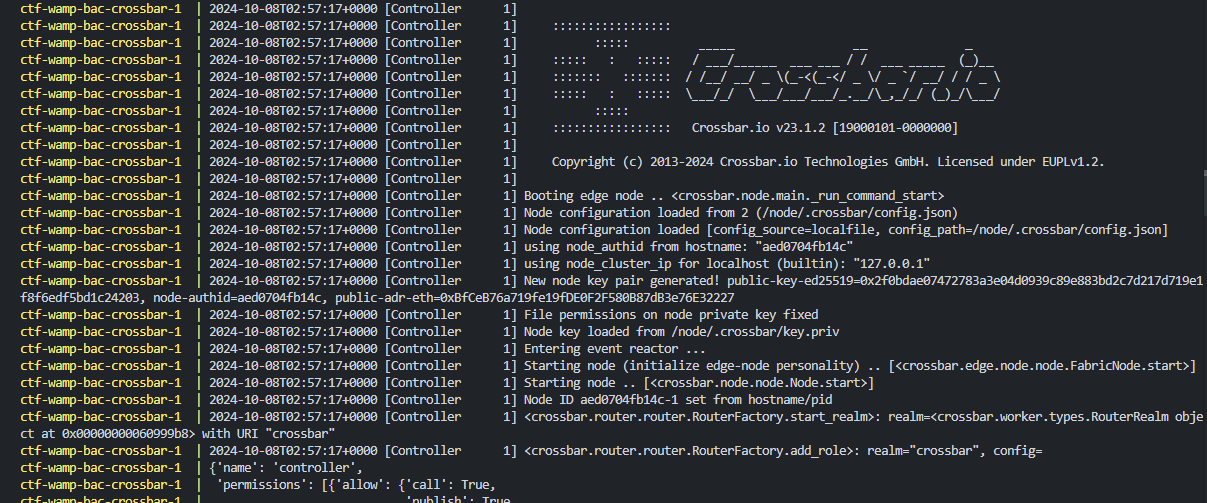 ctf-wamp-bac-crossbar-1  | 2024-10-08T02:57:17+0000 [Controller      1]
ctf-wamp-bac-crossbar-1  | 2024-10-08T02:57:17+0000 [Controller      1]     :::::::::::::::::
ctf-wamp-bac-crossbar-1  | 2024-10-08T02:57:17+0000 [Controller      1]           :::::          _____                 __              _
ctf-wamp-bac-crossbar-1  | 2024-10-08T02:57:17+0000 [Controller      1]     :::::   :   :::::   / ___/______  ___ ___ / /  ___ _____  (_)__
ctf-wamp-bac-crossbar-1  | 2024-10-08T02:57:17+0000 [Controller      1]     :::::::   :::::::  / /__/ __/ _ \(_-<(_-</ _ \/ _ `/ __/ / / _ \
ctf-wamp-bac-crossbar-1  | 2024-10-08T02:57:17+0000 [Controller      1]     :::::   :   :::::  \___/_/  \___/___/___/_.__/\_,_/_/ (_)_/\___/
ctf-wamp-bac-crossbar-1  | 2024-10-08T02:57:17+0000 [Controller      1]           :::::
ctf-wamp-bac-crossbar-1  | 2024-10-08T02:57:17+0000 [Controller      1]     :::::::::::::::::   Crossbar.io v23.1.2 [19000101-0000000]
ctf-wamp-bac-crossbar-1  | 2024-10-08T02:57:17+0000 [Controller      1]
ctf-wamp-bac-crossbar-1  | 2024-10-08T02:57:17+0000 [Controller      1]     Copyright (c) 2013-2024 Crossbar.io Technologies GmbH. Licensed under EUPLv1.2.
ctf-wamp-bac-crossbar-1  | 2024-10-08T02:57:17+0000 [Controller      1]
ctf-wamp-bac-crossbar-1  | 2024-10-08T02:57:17+0000 [Controller      1] Booting edge node .. <crossbar.node.main._run_command_start>
ctf-wamp-bac-crossbar-1  | 2024-10-08T02:57:17+0000 [Controller      1] Node configuration loaded from 2 (/node/.crossbar/config.json)
ctf-wamp-bac-crossbar-1  | 2024-10-08T02:57:17+0000 [Controller      1] Node configuration loaded [config_source=localfile, config_path=/node/.crossbar/config.json]
ctf-wamp-bac-crossbar-1  | 2024-10-08T02:57:17+0000 [Controller      1] using node_authid from hostname: "aed0704fb14c"
ctf-wamp-bac-crossbar-1  | 2024-10-08T02:57:17+0000 [Controller      1] using node_cluster_ip for localhost (builtin): "127.0.0.1"
ctf-wamp-bac-crossbar-1  | 2024-10-08T02:57:17+0000 [Controller      1] New node key pair generated! public-key-ed25519=0x2f0bdae07472783a3e04d0939c89e883bd2c7d217d719e1
f8f6edf5bd1c24203, node-authid=aed0704fb14c, public-adr-eth=0xBfCeB76a719fe19fDE0F2F580B87dB3e76E32227
ctf-wamp-bac-crossbar-1  | 2024-10-08T02:57:17+0000 [Controller      1] File permissions on node private key fixed
ctf-wamp-bac-crossbar-1  | 2024-10-08T02:57:17+0000 [Controller      1] Node key loaded from /node/.crossbar/key.priv
ctf-wamp-bac-crossbar-1  | 2024-10-08T02:57:17+0000 [Controller      1] Entering event reactor ...
ctf-wamp-bac-crossbar-1  | 2024-10-08T02:57:17+0000 [Controller      1] Starting node (initialize edge-node personality) .. [<crossbar.edge.node.node.FabricNode.start>]
ctf-wamp-bac-crossbar-1  | 2024-10-08T02:57:17+0000 [Controller      1] Starting node .. [<crossbar.node.node.Node.start>]
ctf-wamp-bac-crossbar-1  | 2024-10-08T02:57:17+0000 [Controller      1] Node ID aed0704fb14c-1 set from hostname/pid
ctf-wamp-bac-crossbar-1  | 2024-10-08T02:57:17+0000 [Controller      1] <crossbar.router.router.RouterFactory.start_realm>: realm=<crossbar.worker.types.RouterRealm obje
ct at 0x00000000060999b8> with URI "crossbar"
ctf-wamp-bac-crossbar-1  | 2024-10-08T02:57:17+0000 [Controller      1] <crossbar.router.router.RouterFactory.add_role>: realm="crossbar", config=
ctf-wamp-bac-crossbar-1  | {'name': 'controller',
ctf-wamp-bac-crossbar-1  |  'permissions': [{'allow': {'call': True,
ctf-wamp-bac-crossbar-1  |                             'publish': True,